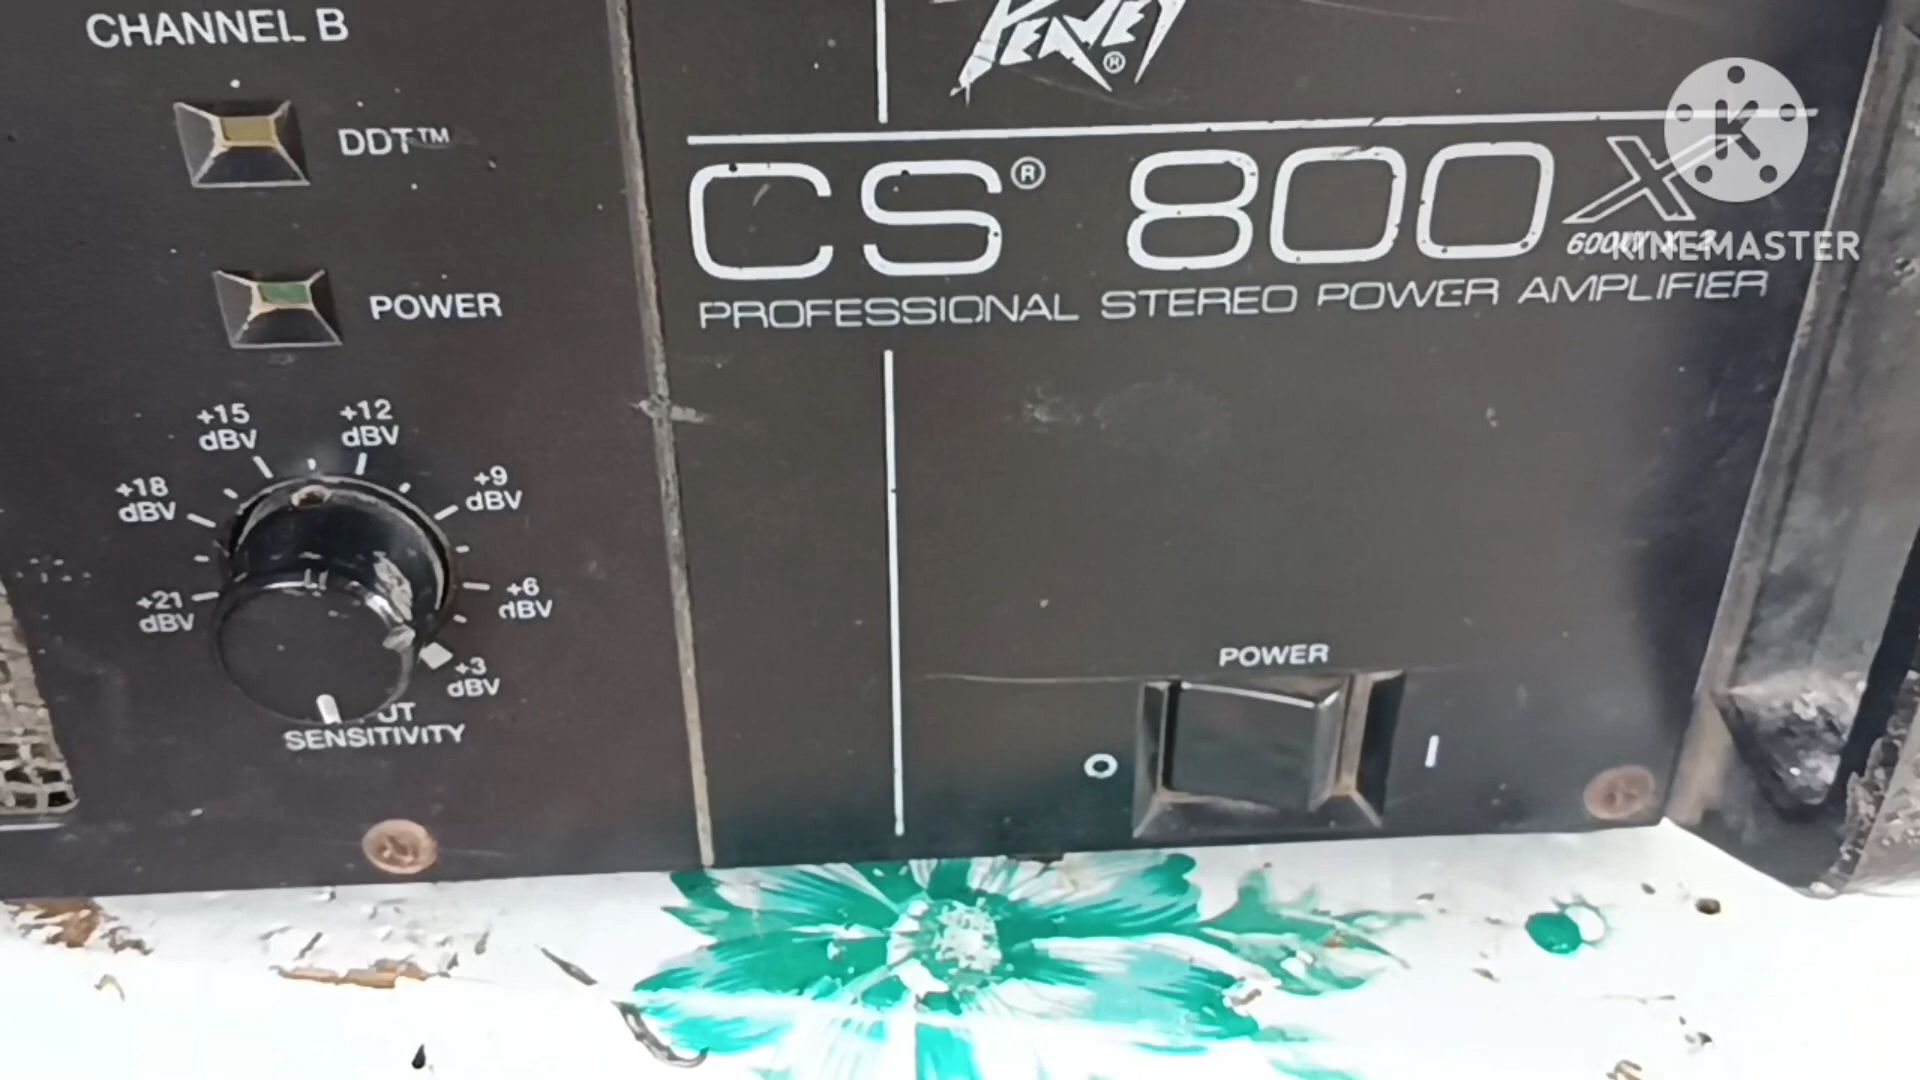 CHANNEL B
DDT™
POWER
+15 dBV
+12 dBV
+18 dBV
+9 dBV
+21 dBV
+6 dBV
+3 dBV
SENSITIVITY
PEAVEY®
CS® 800X
PROFESSIONAL STEREO POWER AMPLIFIER
POWER
O I
K
KINEMASTER